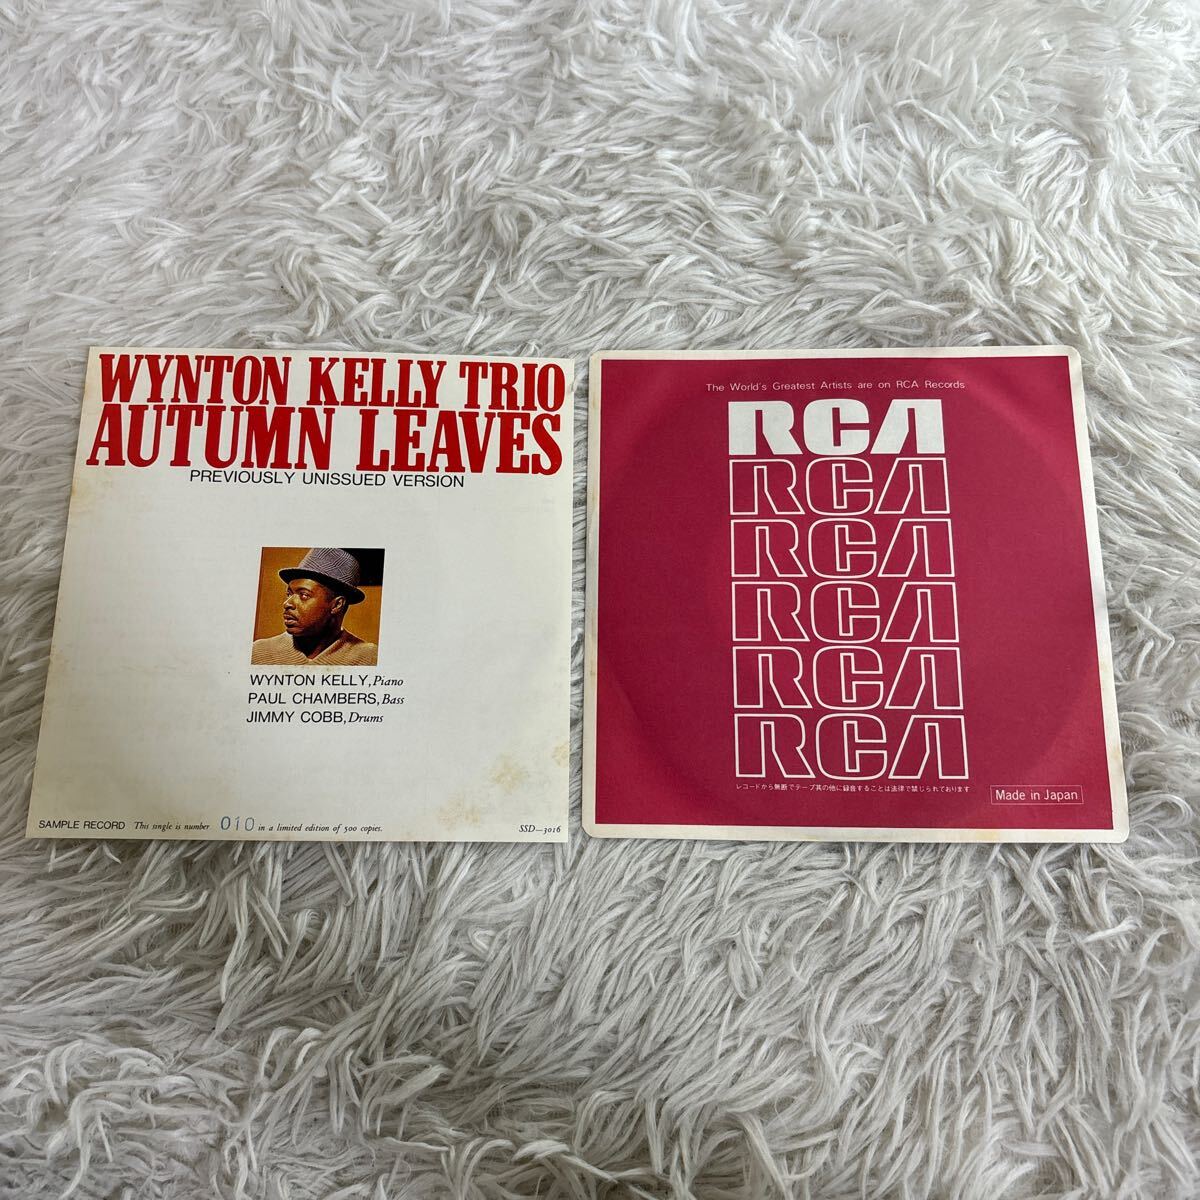 WYNTON KELLY TRIO
AUTUMN LEAVES
PREVIOUSLY UNISSUED VERSION
WYNTON KELLY, Piano
PAUL CHAMBERS, Bass
JIMMY COBB, Drums
SAMPLE RECORD This single is number 010 in a limited edition of 500 copies. SSD—3016
The World's Greatest Artists are on RCA Records
RCA
RCA
RCA
RCA
RCA
RCA
レコードから無断でテープ其の他に録音することは法律で禁じられております
Made in Japan